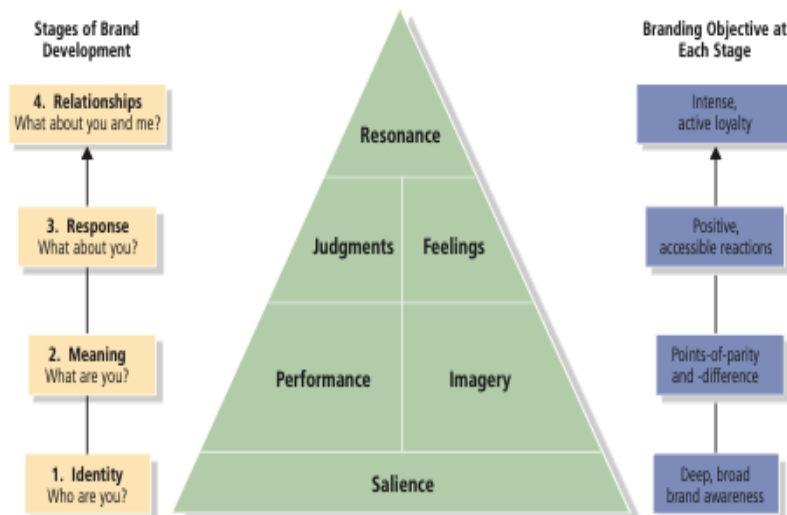 Stages of Brand
Development
Branding Objective at
Each Stage
4. Relationships
What about you and me?
Resonance
Intense,
active loyalty
3. Response
What about you?
Judgments
Feelings
Positive,
accessible reactions
2. Meaning
What are you?
Performance
Imagery
Points-of-parity
and -difference
1. Identity
Who are you?
Salience
Deep, broad
brand awareness